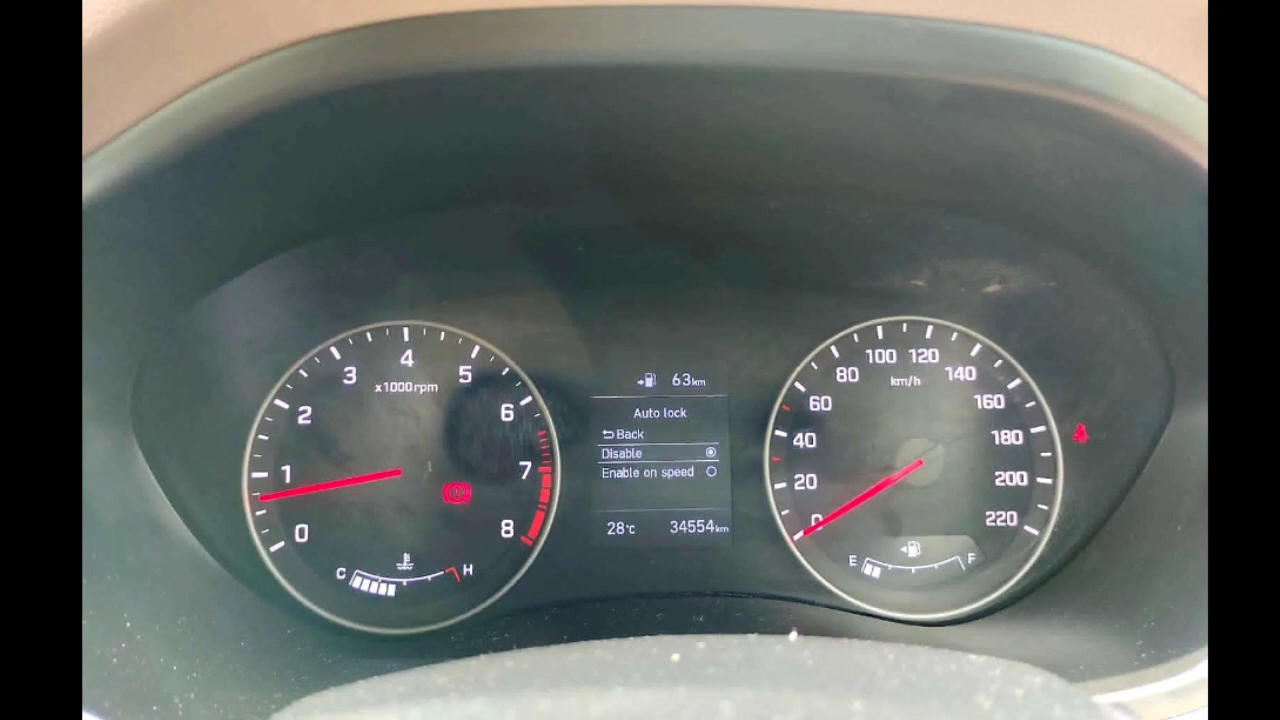 0
1
2
3
4
5
6
7
8
x1000rpm
C
H
63km
Auto lock
Back
Disable
Enable on speed
28°C 34554km
0
20
40
60
80
100
120
140
160
180
200
220
km/h
E
F